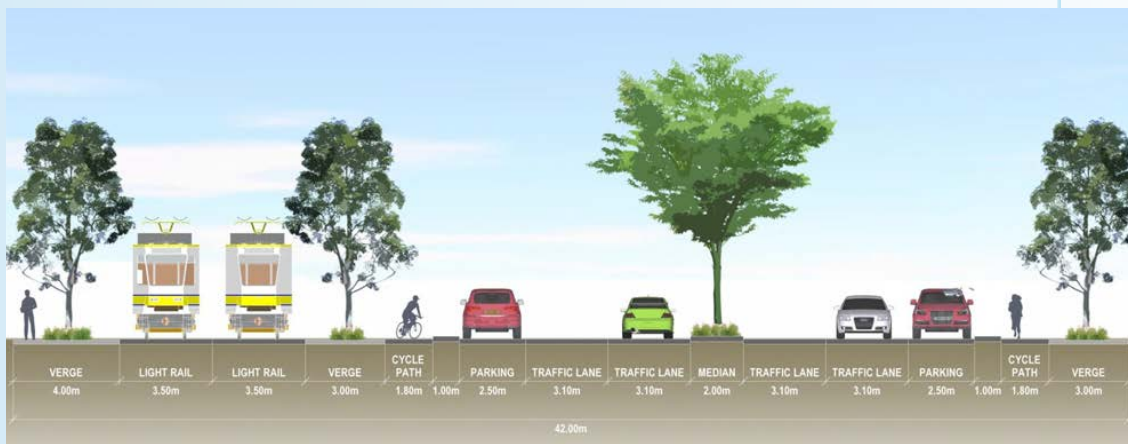 VERGE
4.00m
LIGHT RAIL
3.50m
LIGHT RAIL
3.50m
VERGE
3.00m
CYCLE
PATH
1.80m
1.00m
PARKING
2.50m
TRAFFIC LANE
3.10m
TRAFFIC LANE
3.10m
MEDIAN
2.00m
TRAFFIC LANE
3.10m
TRAFFIC LANE
3.10m
PARKING
2.50m
1.00m
CYCLE
PATH
1.80m
VERGE
3.00m
42.00m